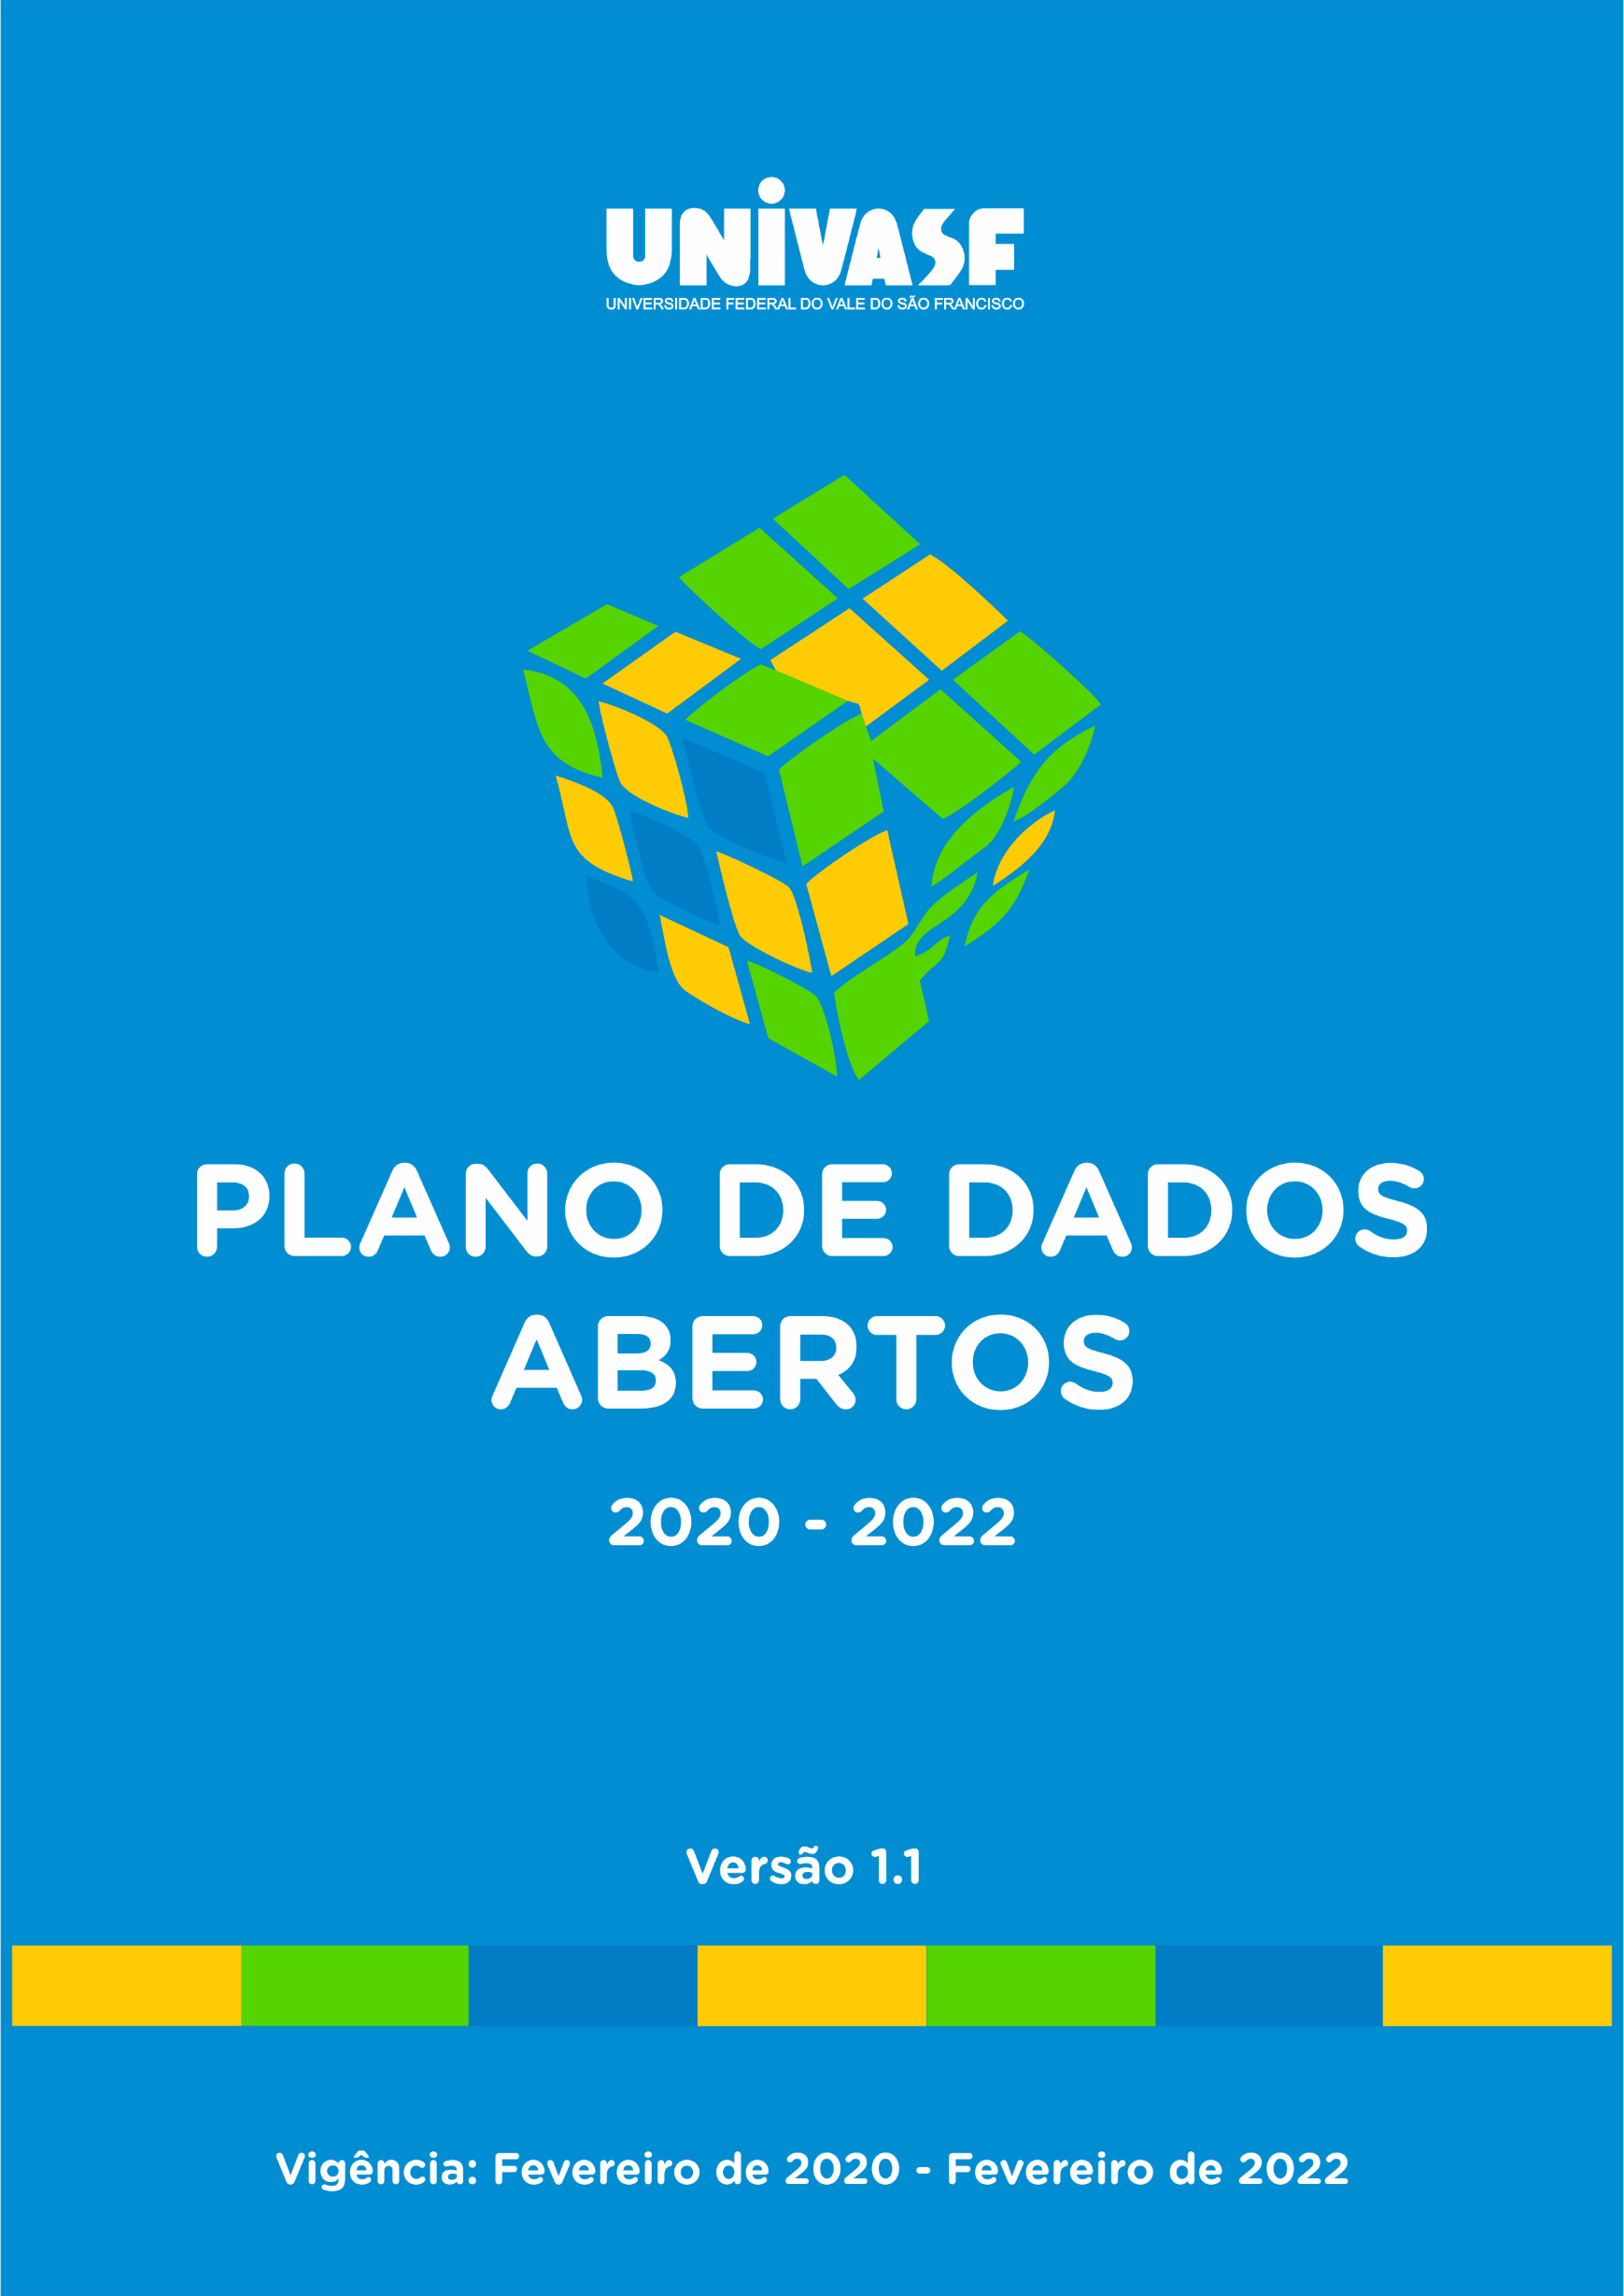 UNIVASF
UNIVERSIDADE FEDERAL DO VALE DO SÃO FRANCISCO
PLANO DE DADOS
ABERTOS
2020 - 2022
Versão 1.1
Vigência: Fevereiro de 2020 - Fevereiro de 2022